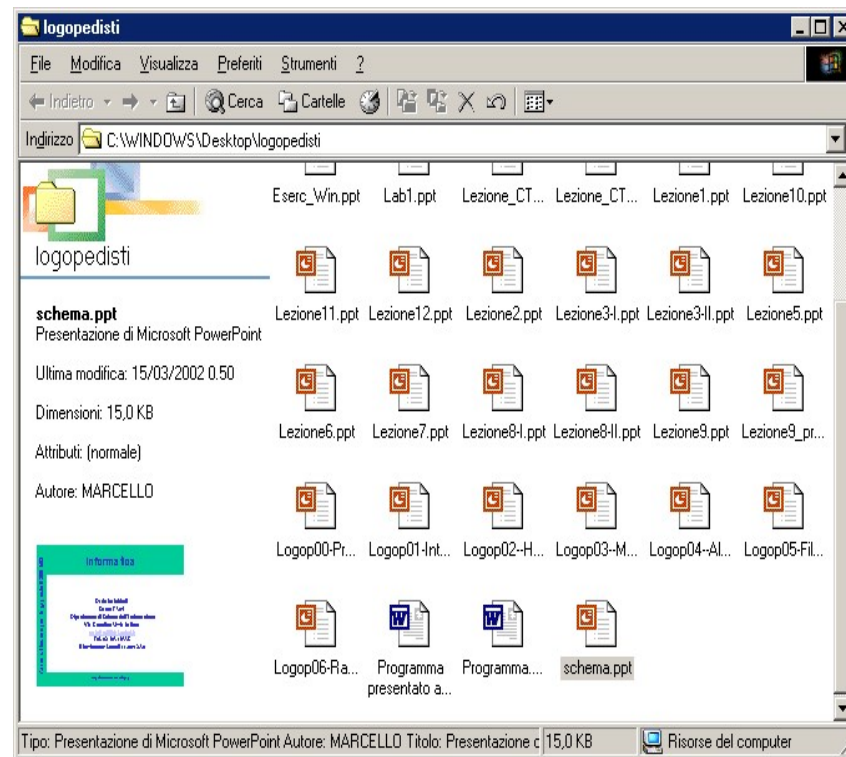 logopedisti
File Modifica Visualizza Preferiti Strumenti ?
Indietro Cerca Cartelle
Indirizzo C:\WINDOWS\Desktop\logopedisti
Eserc_Win.ppt Lab1.ppt Lezione_CT... Lezione_CT... Lezione1.ppt Lezione10.ppt
logopedisti
schema.ppt
Presentazione di Microsoft PowerPoint
Ultima modifica: 15/03/2002 0.50
Dimensioni: 15,0 KB
Attributi: (normale)
Autore: MARCELLO
Informatica
Lezione11.ppt Lezione12.ppt Lezione2.ppt Lezione3-I.ppt Lezione3-II.ppt Lezione5.ppt
Lezione6.ppt Lezione7.ppt Lezione8-I.ppt Lezione8-II.ppt Lezione9.ppt Lezione9_pr...
Logop00-Pr... Logop01-Int... Logop02--H... Logop03--M... Logop04--Al... Logop05-Fil...
Logop06-Ra... Programma Programma.... schema.ppt
presentato a...
Tipo: Presentazione di Microsoft PowerPoint Autore: MARCELLO Titolo: Presentazione c 15,0 KB Risorse del computer